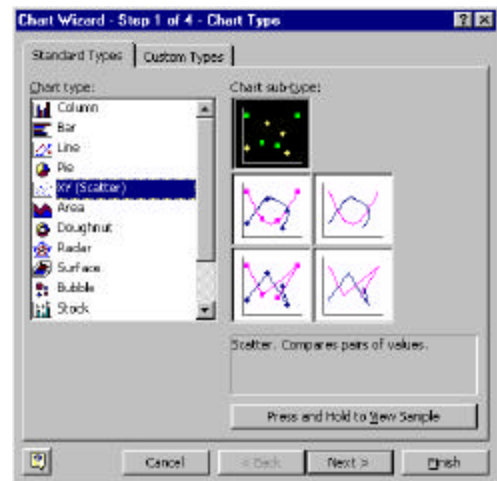 Chart Wizard - Step 1 of 4 - Chart Type
Standard Types
Custom Types
Chart type:
Column
Bar
Line
Pie
XY (Scatter)
Area
Doughnut
Radar
Surface
Bubble
Stock
Chart sub-type:
Scatter. Compares pairs of values.
Press and Hold to View Sample
Cancel
< Back
Next >
Finish